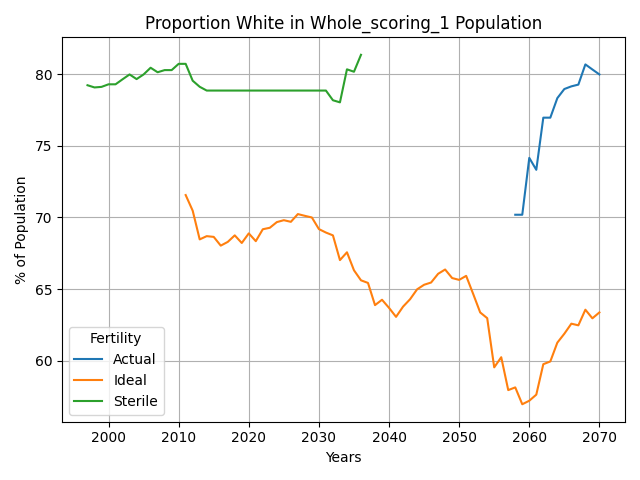 Proportion White in Whole_scoring_1 Population
% of Population
80
75
70
65
60
Fertility
Actual
Ideal
Sterile
2000 2010 2020 2030 2040 2050 2060 2070
Years